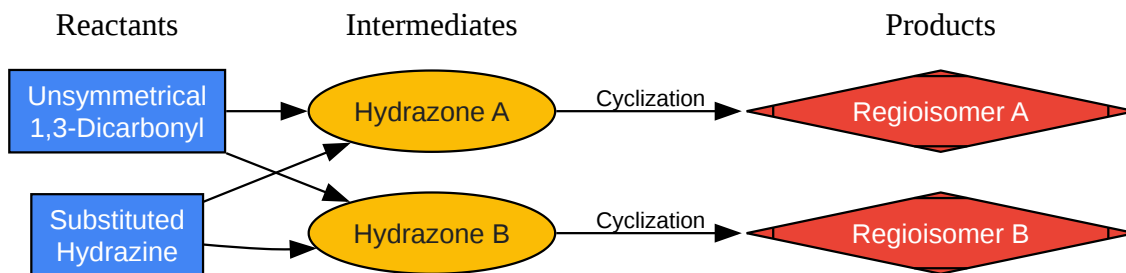 Reactants
Intermediates
Products
Unsymmetrical
1,3-Dicarbonyl
Hydrazone A
Cyclization
Regioisomer A
Substituted
Hydrazine
Hydrazone B
Cyclization
Regioisomer B